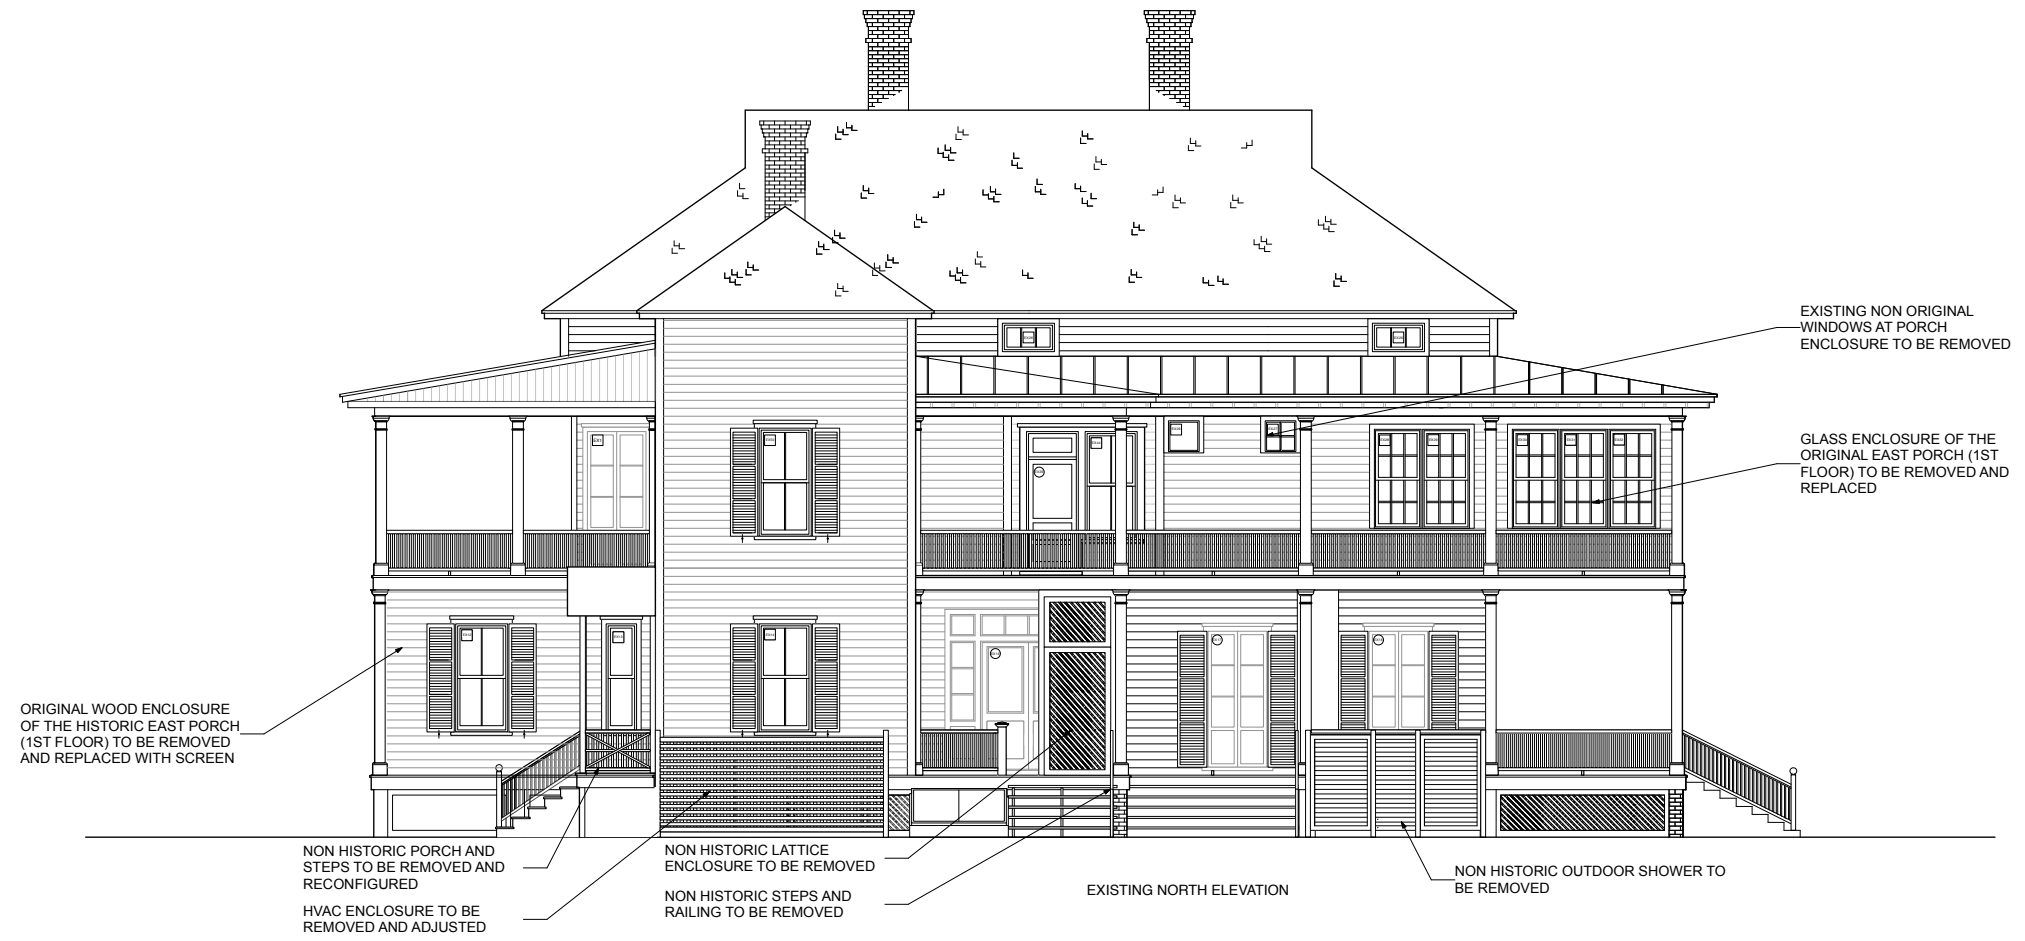 EXISTING NON ORIGINAL
WINDOWS AT PORCH
ENCLOSURE TO BE REMOVED
GLASS ENCLOSURE OF THE
ORIGINAL EAST PORCH (1ST
FLOOR) TO BE REMOVED AND
REPLACED
ORIGINAL WOOD ENCLOSURE
OF THE HISTORIC EAST PORCH
(1ST FLOOR) TO BE REMOVED
AND REPLACED WITH SCREEN
NON HISTORIC PORCH AND
STEPS TO BE REMOVED AND
RECONFIGURED
HVAC ENCLOSURE TO BE
REMOVED AND ADJUSTED
NON HISTORIC LATTICE
ENCLOSURE TO BE REMOVED
NON HISTORIC STEPS AND
RAILING TO BE REMOVED
EXISTING NORTH ELEVATION
NON HISTORIC OUTDOOR SHOWER TO
BE REMOVED